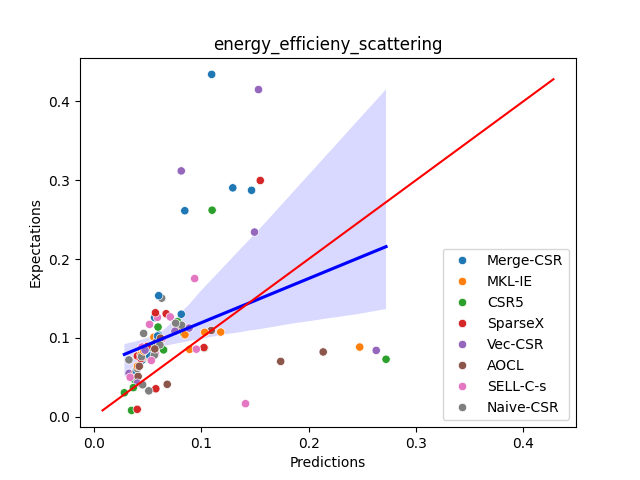 energy_efficieny_scattering
0.4
0.3
0.2
0.1
0.0
Expectations
0.0 0.1 0.2 0.3 0.4
Predictions
Merge-CSR
MKL-IE
CSR5
SparseX
Vec-CSR
AOCL
SELL-C-s
Naive-CSR